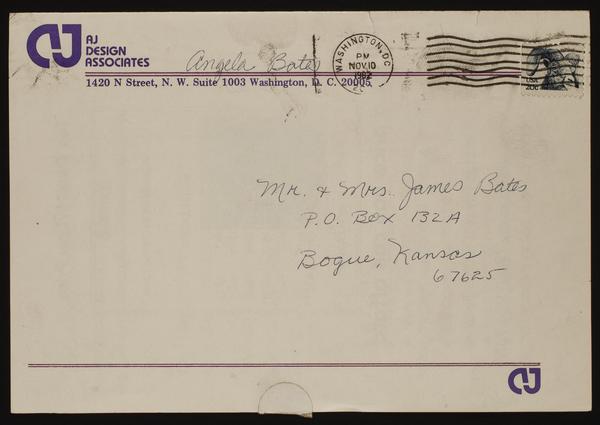 AJ
DESIGN
ASSOCIATES
Angela Bates
1420 N Street, N. W. Suite 1003 Washington, D. C. 20005
WASHINGTON, DC
PM
NOV 10
1982
USA
20c
Mr. & Mrs. James Bates
P.O. Box 132A
Bogue, Kansas
67625